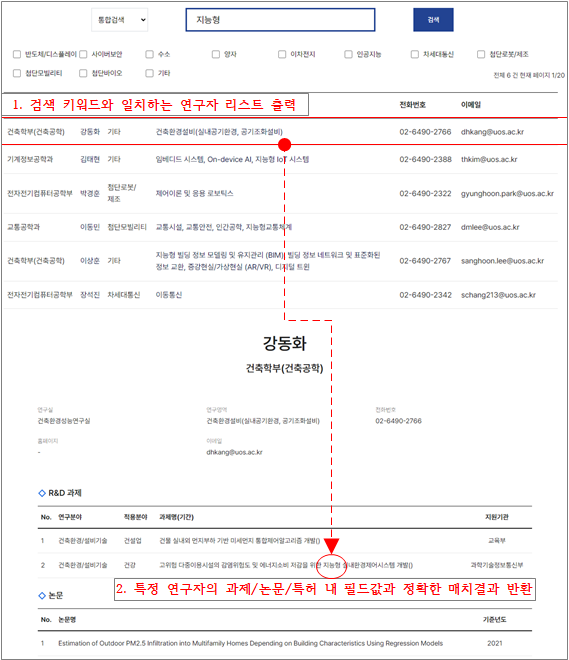 통합검색 지능형 검색
반도체/디스플레이 사이버보안 수소 양자 이차전지 인공지능 차세대통신 첨단로봇/제조
첨단모빌리티 첨단바이오 기타
전체 6 건 현재 페이지 1/20
1. 검색 키워드와 일치하는 연구자 리스트 출력 전화번호 이메일
건축학부(건축공학) 강동화 기타 건축환경설비(실내공기환경, 공기조화설비) 02-6490-2766 dhkang@uos.ac.kr
기계정보공학과 김태현 기타 임베디드 시스템, On-device AI, 지능형 IoT 시스템 02-6490-2388 thkim@uos.ac.kr
전자전기컴퓨터공학부 박경훈 첨단로봇/ 제어이론 및 응용 로보틱스 02-6490-2322 gyunghoon.park@uos.ac.kr
제조
교통공학과 이동민 첨단모빌리티 교통시설, 교통안전, 인간공학, 지능형교통체계 02-6490-2827 dmlee@uos.ac.kr
건축학부(건축공학) 이상훈 기타 지능형 빌딩 정보 모델링 및 유지관리 (BIM), 빌딩 정보 네트워크 및 표준화된 02-6490-2767 sanghoon.lee@uos.ac.kr
정보 교환, 증강현실/가상현실 (AR/VR), 디지털 트윈
전자전기컴퓨터공학부 장석진 차세대통신 이동통신 02-6490-2342 schang213@uos.ac.kr
강동화
건축학부(건축공학)
연구실 연구영역 전화번호
건축환경성능연구실 건축환경설비(실내공기환경, 공기조화설비) 02-6490-2766
홈페이지 이메일
- dhkang@uos.ac.kr
R&D 과제
No. 연구분야 적용분야 과제명(기간) 지원기관
1 건축환경/설비기술 건설업 건물 실내외 먼지부하 기반 미세먼지 통합제어알고리즘 개발() 교육부
2 건축환경/설비기술 건강 고위험 다중이용시설의 감염위험도 및 에너지소비 저감을 위한 지능형 실내환경제어시스템 개발() 과학기술정보통신부
2. 특정 연구자의 과제/논문/특허 내 필드값과 정확한 매치결과 반환
논문
No. 논문명 기준년도
1 Estimation of Outdoor PM2.5 Infiltration into Multifamily Homes Depending on Building Characteristics Using Regression Models 2021